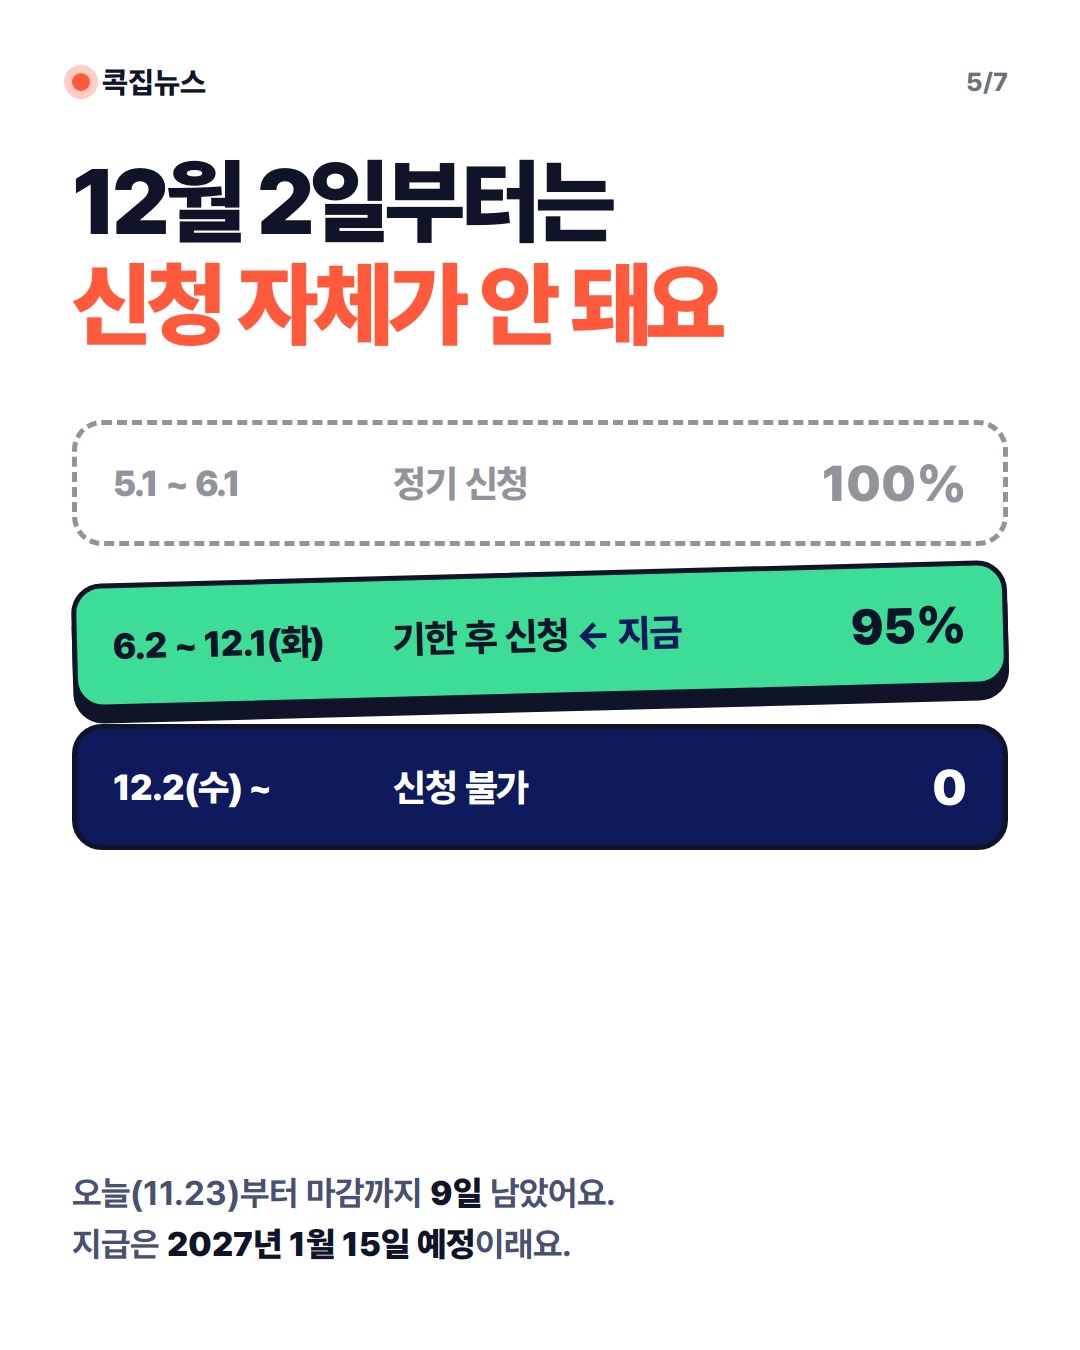 콕집뉴스
5/7
12월 2일부터는
신청 자체가 안 돼요
5.1 ~ 6.1 정기 신청 100%
6.2 ~ 12.1(화) 기한 후 신청 ← 지금 95%
12.2(수) ~ 신청 불가 0
오늘(11.23)부터 마감까지 9일 남았어요.
지급은 2027년 1월 15일 예정이래요.